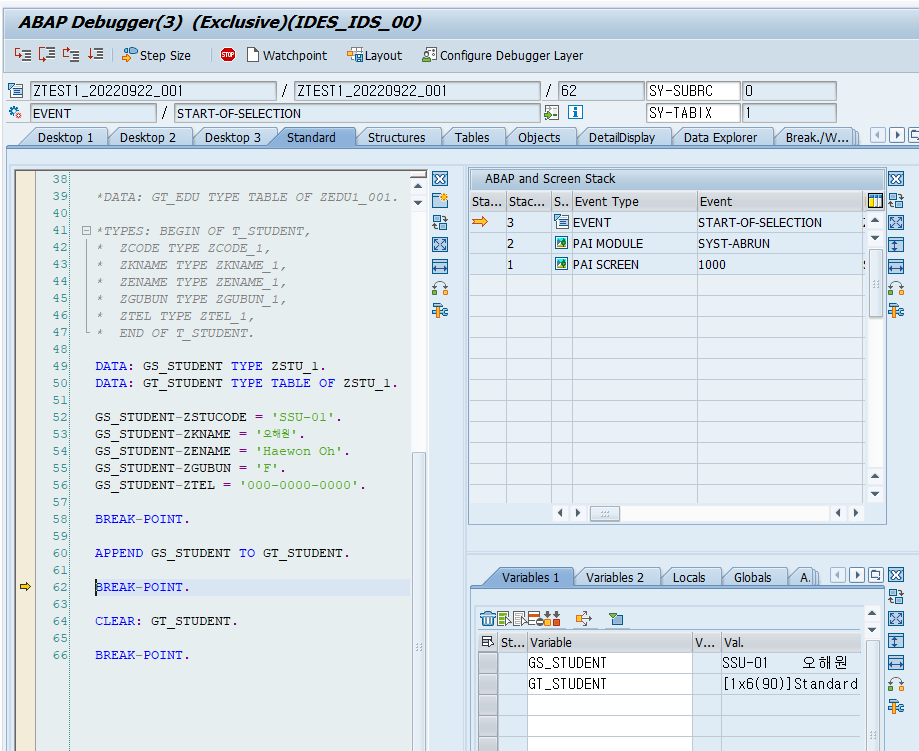 ABAP Debugger(3) (Exclusive)(IDES_IDS_00)
Step Size Watchpoint Layout Configure Debugger Layer
ZTEST1_20220922_001 / ZTEST1_20220922_001 / 62 SY-SUBRC 0
EVENT / START-OF-SELECTION SY-TABIX 1
Desktop 1 Desktop 2 Desktop 3 Standard Structures Tables Objects DetailDisplay Data Explorer Break./W...
38
39 *DATA: GT_EDU TYPE TABLE OF ZEDU1_001.
40
41 *TYPES: BEGIN OF T_STUDENT,
42 * ZCODE TYPE ZCODE_1,
43 * ZKNAME TYPE ZKNAME_1,
44 * ZENAME TYPE ZENAME_1,
45 * ZGUBUN TYPE ZGUBUN_1,
46 * ZTEL TYPE ZTEL_1,
47 * END OF T_STUDENT.
48
49 DATA: GS_STUDENT TYPE ZSTU_1.
50 DATA: GT_STUDENT TYPE TABLE OF ZSTU_1.
51
52 GS_STUDENT-ZSTUCODE = 'SSU-01'.
53 GS_STUDENT-ZKNAME = '오해원'.
54 GS_STUDENT-ZENAME = 'Haewon Oh'.
55 GS_STUDENT-ZGUBUN = 'F'.
56 GS_STUDENT-ZTEL = '000-0000-0000'.
57
58 BREAK-POINT.
59
60 APPEND GS_STUDENT TO GT_STUDENT.
61
62 BREAK-POINT.
63
64 CLEAR: GT_STUDENT.
65
66 BREAK-POINT.
ABAP and Screen Stack
Sta... Stac... S.. Event Type Event
3 EVENT START-OF-SELECTION
2 PAI MODULE SYST-ABRUN
1 PAI SCREEN 1000
Variables 1 Variables 2 Locals Globals A.
St... Variable V... Val.
GS_STUDENT SSU-01 오해원
GT_STUDENT [1x6(90)]Standard